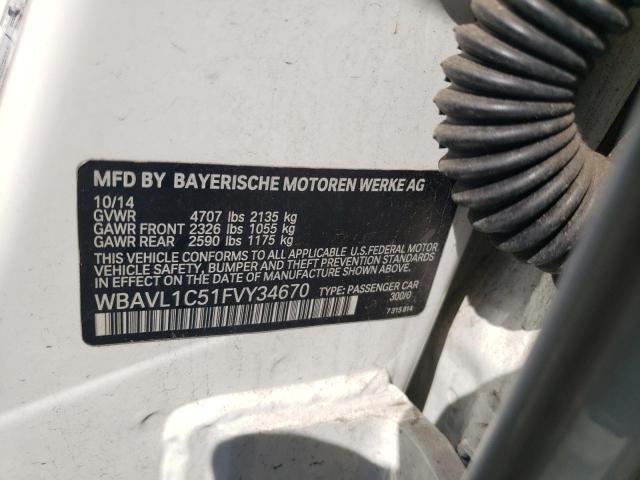 MFD BY BAYERISCHE MOTOREN WERKE AG
10/14
GVWR 4707 lbs 2135 kg
GAWR FRONT 2326 lbs 1055 kg
GAWR REAR 2590 lbs 1175 kg
THIS VEHICLE CONFORMS TO ALL APPLICABLE U.S.FEDERAL MOTOR
VEHICLE SAFETY, BUMPER AND THEFT PREVENTION STANDARDS
IN EFFECT ON THE DATE OF MANUFACTURE SHOWN ABOVE.
WBAVL1C51FVY34670 TYPE: PASSENGER CAR
300/0
7 315 814